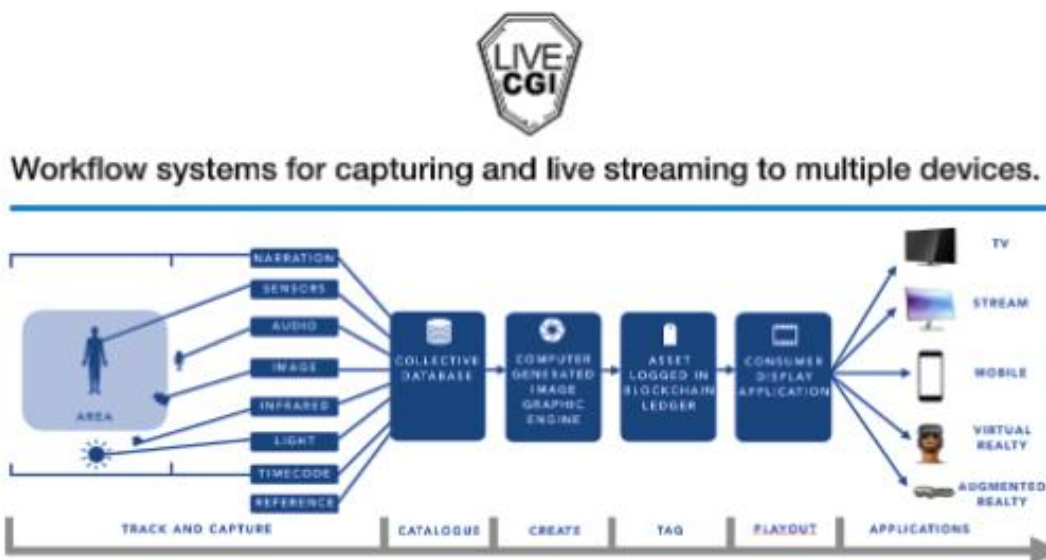 LIVE
CGI
Workflow systems for capturing and live streaming to multiple devices.
NARRATION
SENSORS
AUDIO
IMAGE
INFRARED
LIGHT
TIMECODE
REFERENCE
AREA
COLLECTIVE
DATABASE
COMPUTER
GENERATED
IMAGE
GRAPHIC
ENGINE
ASSET
LOGGED IN
BLOCKCHAIN
LEDGER
CONSUMER
DISPLAY
APPLICATION
TV
STREAM
MOBILE
VIRTUAL
REALTY
AUGMENTED
REALTY
TRACK AND CAPTURE
CATALOGUE
CREATE
TAG
PLAYOUT
APPLICATIONS